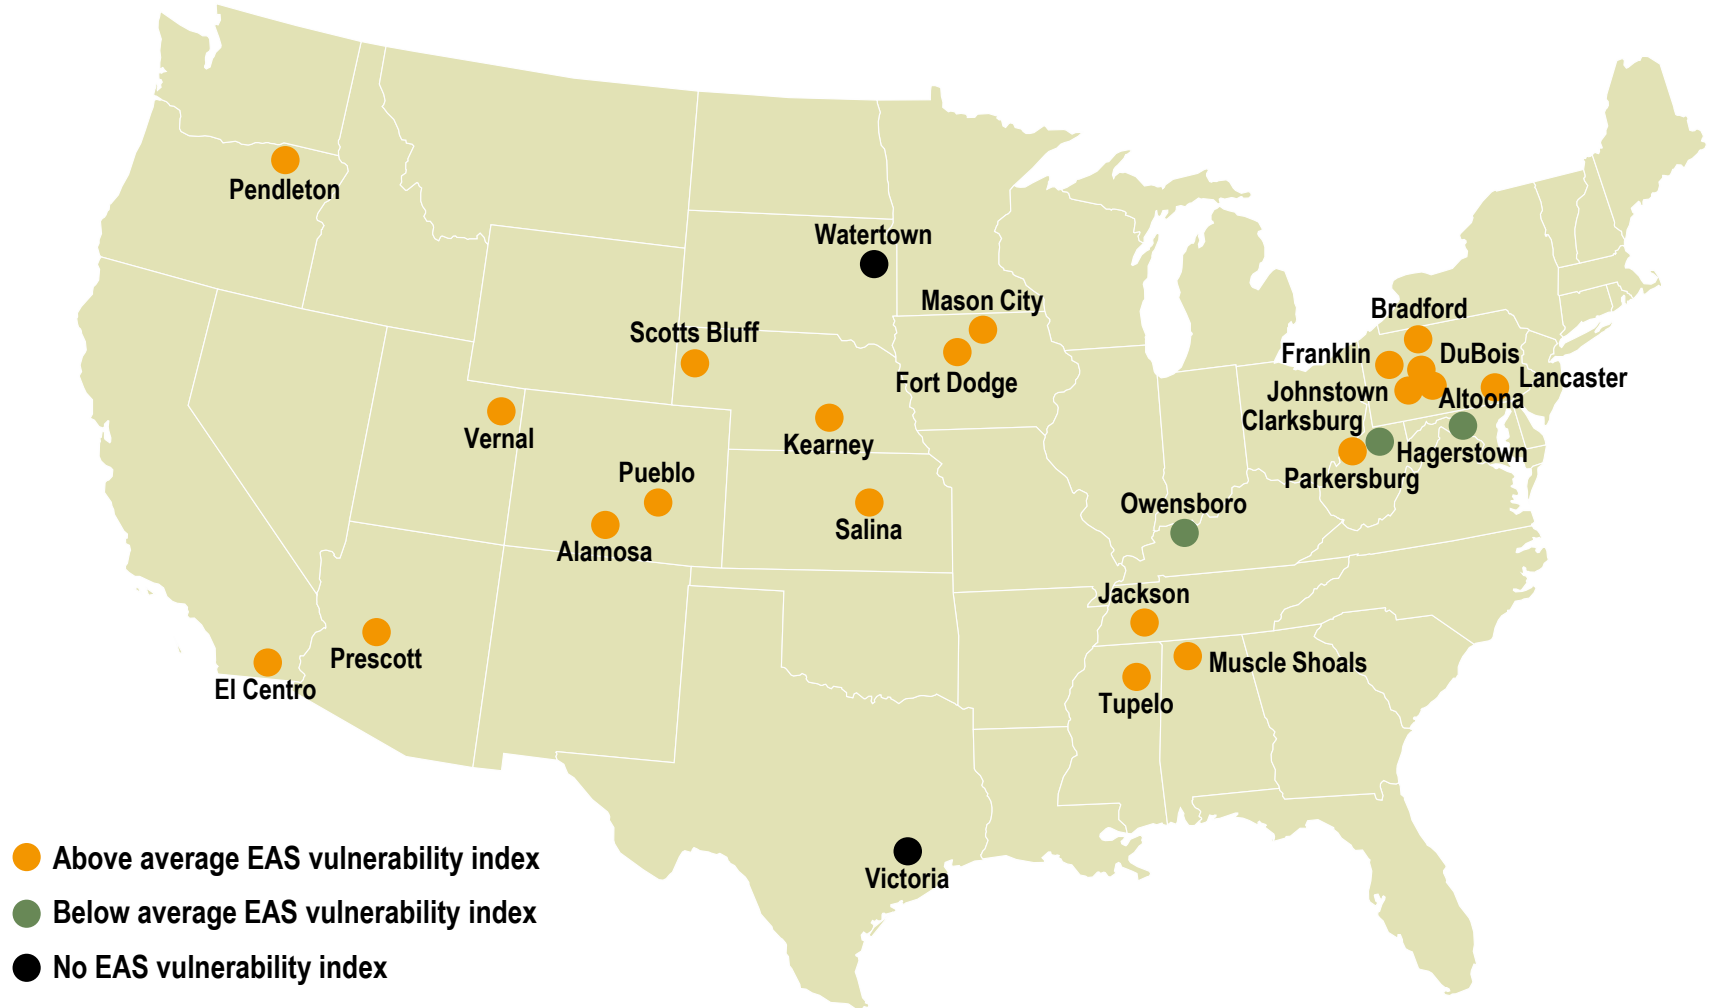 Pendleton
Watertown
Mason City
Bradford
Scotts Bluff
Franklin
DuBois
Fort Dodge
Lancaster
Johnstown
Altoona
Clarksburg
Vernal
Kearney
Hagerstown
Pueblo
Parkersburg
Owensboro
Salina
Alamosa
Jackson
Prescott
Muscle Shoals
El Centro
Tupelo
Victoria
Above average EAS vulnerability index
Below average EAS vulnerability index
No EAS vulnerability index